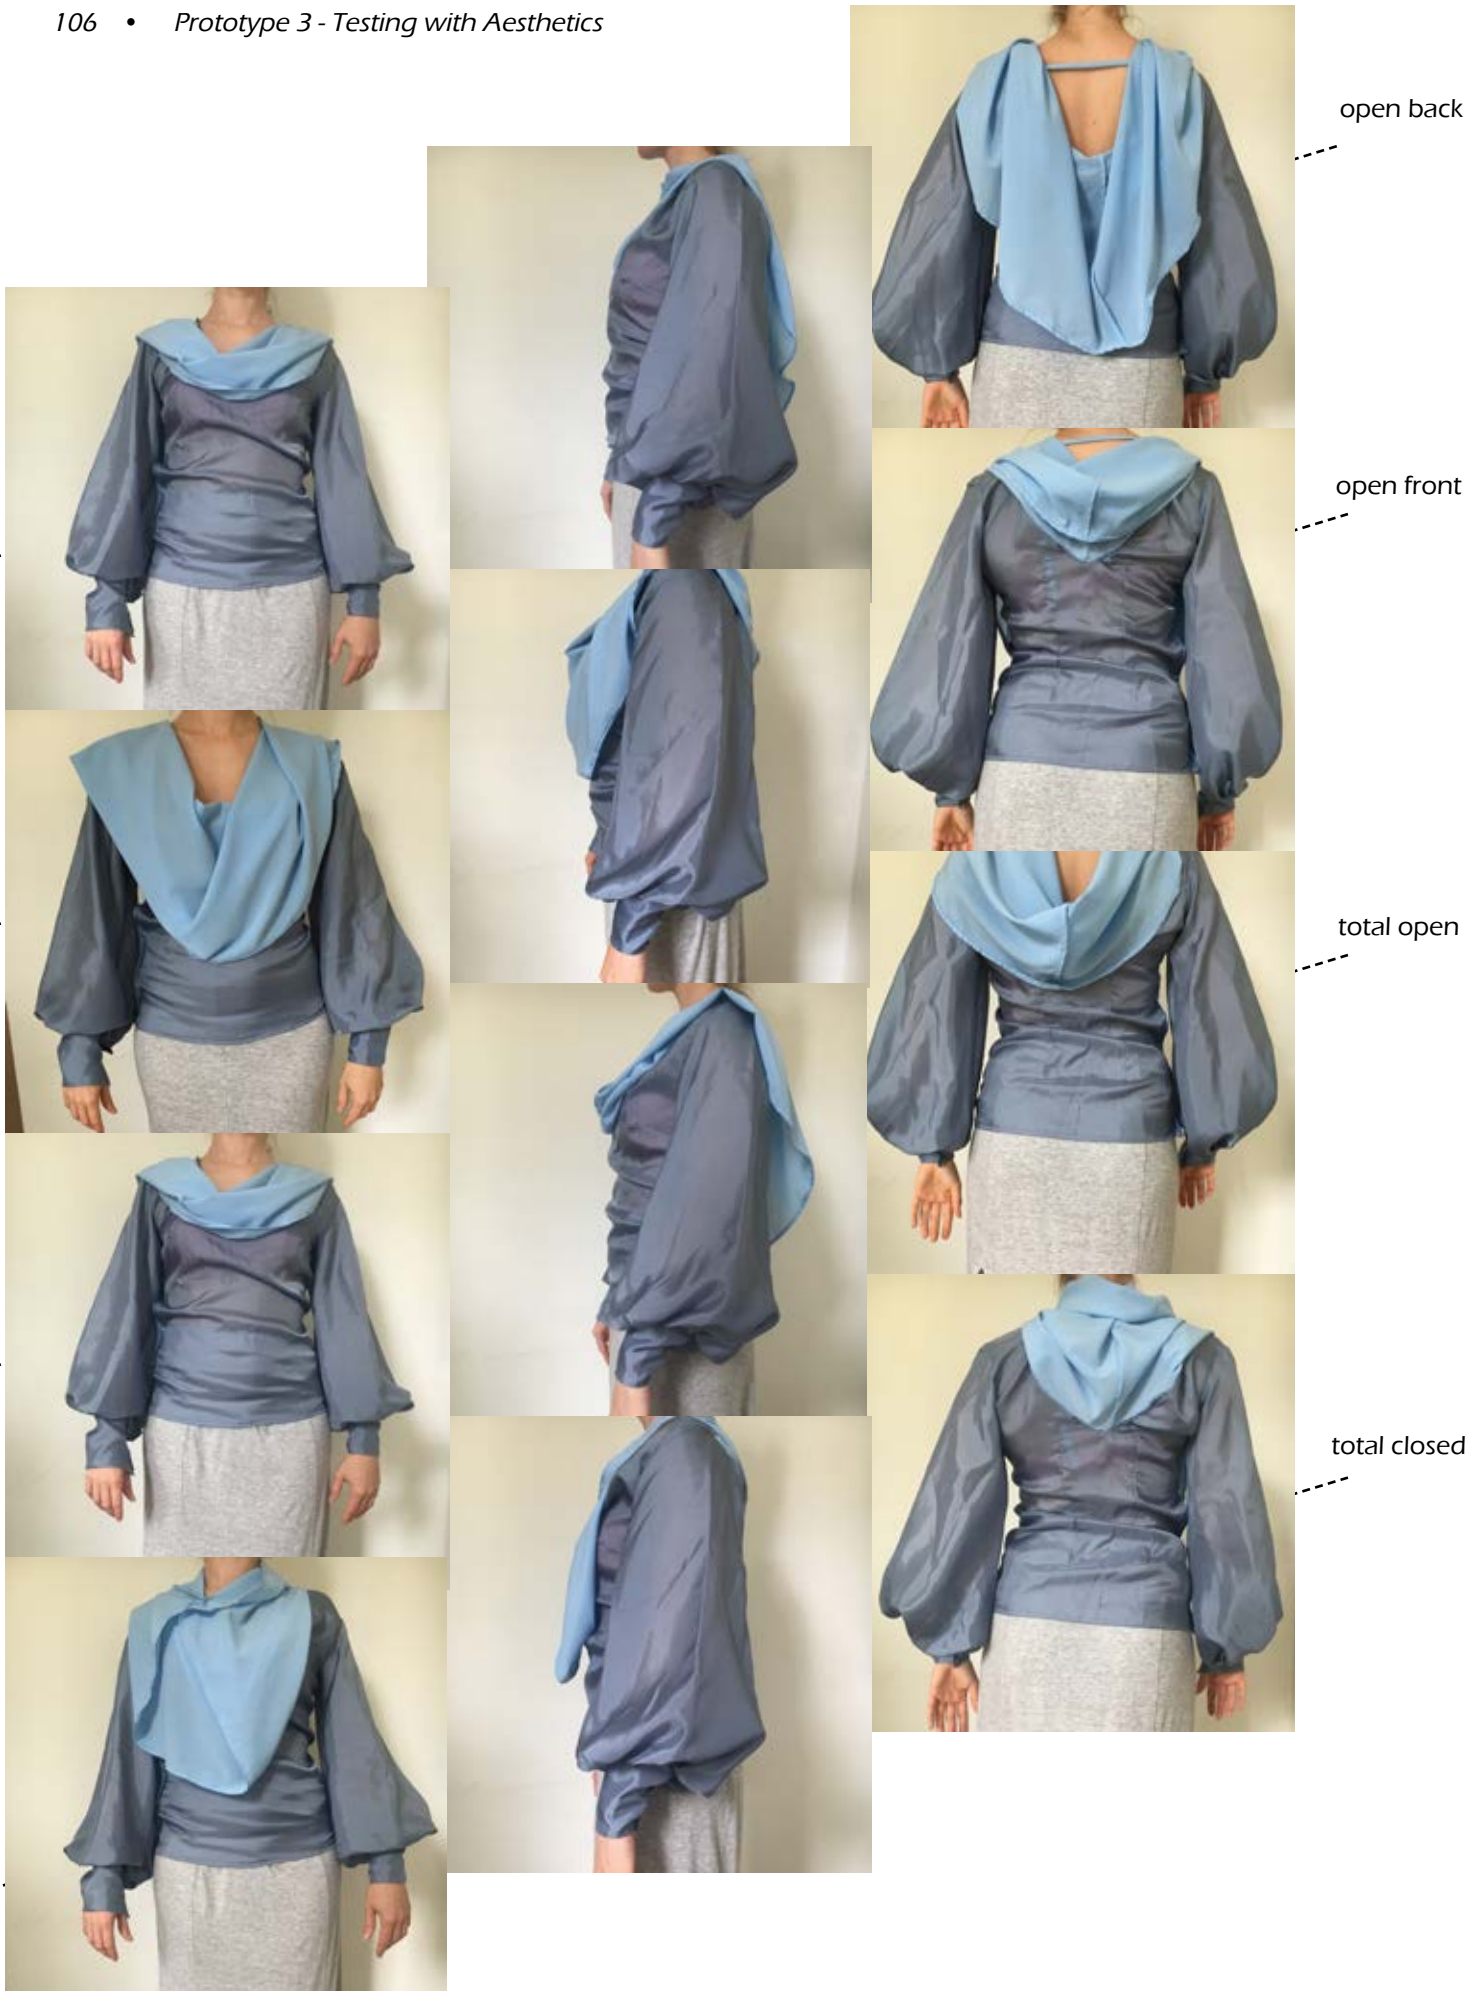 106 • Prototype 3 - Testing with Aesthetics
open back
open front
total open
total closed